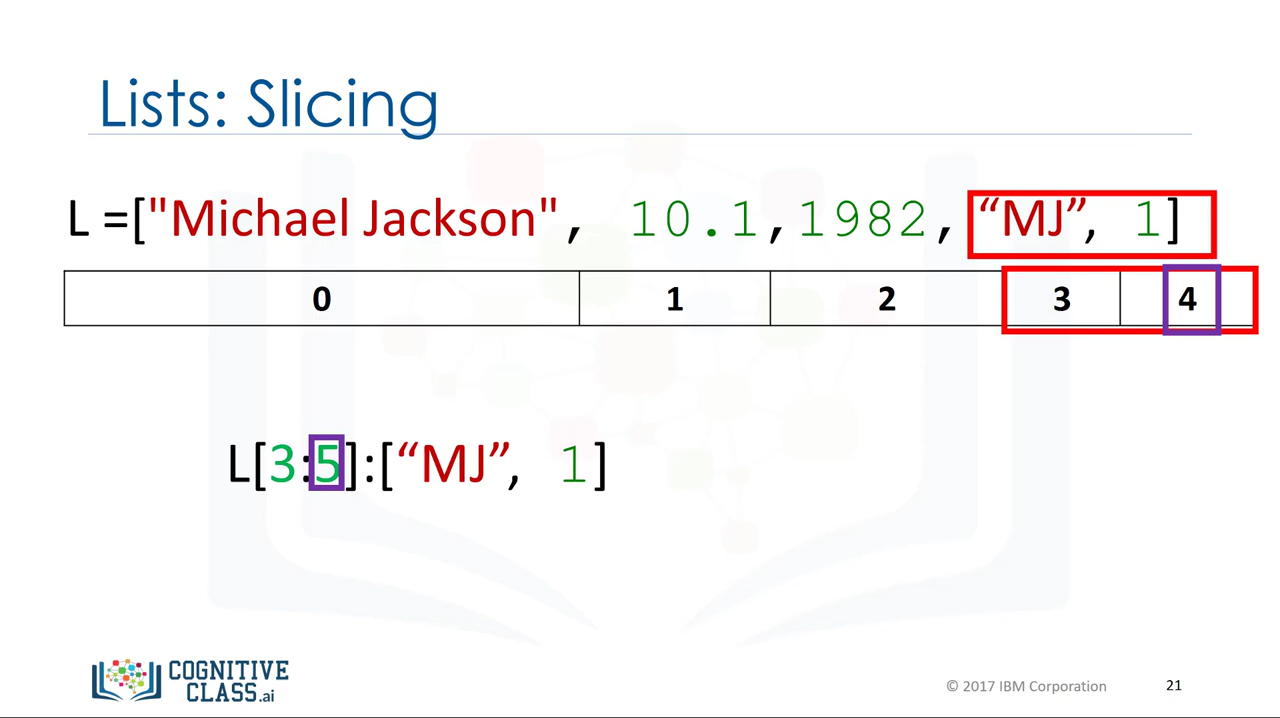 Lists: Slicing
L =["Michael Jackson", 10.1,1982, “MJ”, 1]
0 1 2 3 4
L[3:5]:[“MJ”, 1]
COGNITIVE
CLASS.ai
© 2017 IBM Corporation
21